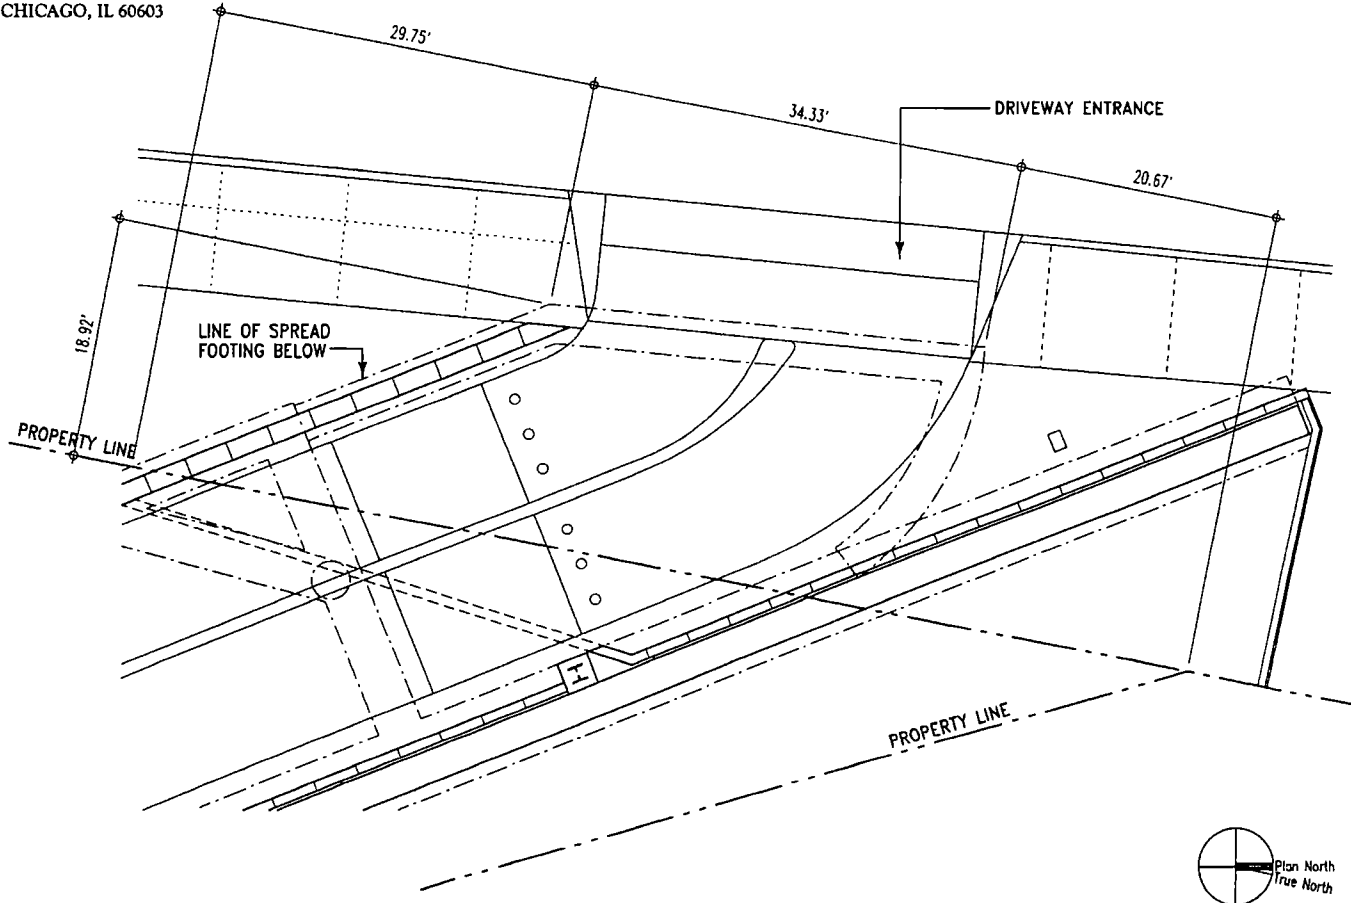 CHICAGO, IL 60603
29.75'
34.33'
DRIVEWAY ENTRANCE
20.67'
18.92'
LINE OF SPREAD
FOOTING BELOW
PROPERTY LINE
PROPERTY LINE
Plan North
True North